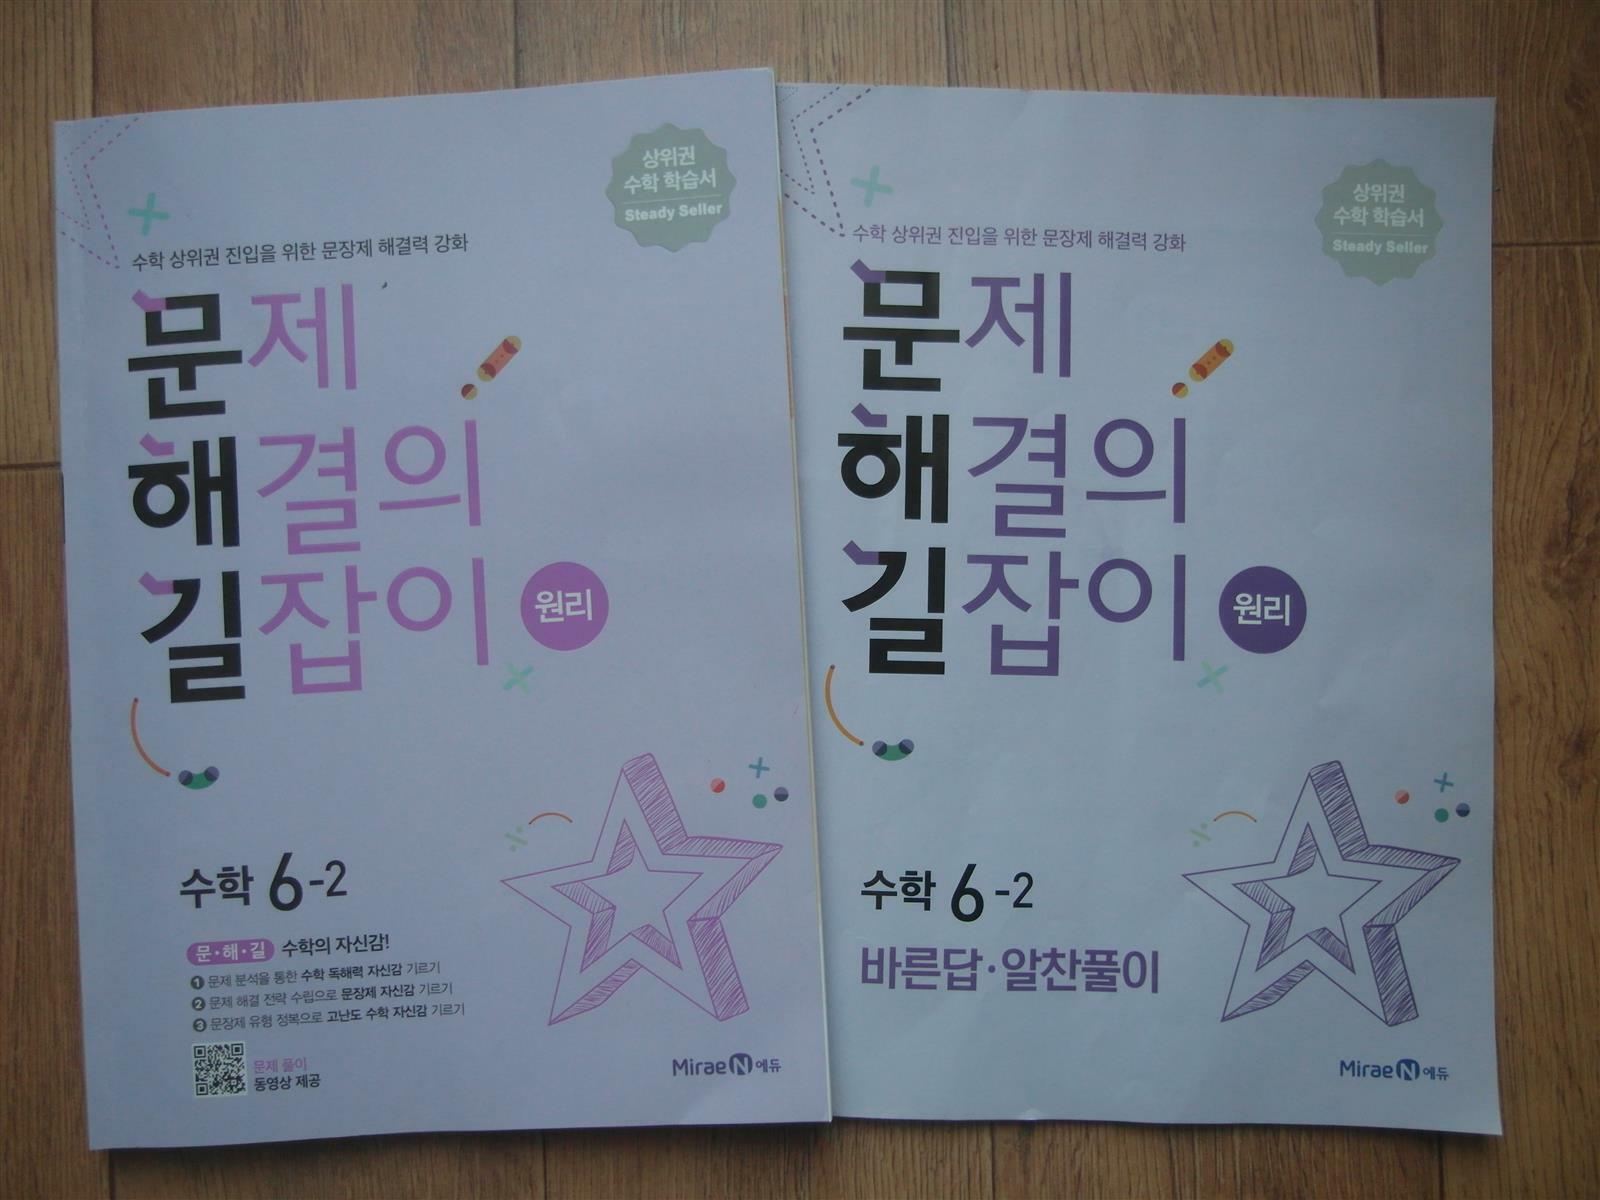 상위권
수학 학습서
Steady Seller
수학 상위권 진입을 위한 문장제 해결력 강화
문제
해결의
길잡이 원리
수학 6-2
문·해·길 수학의 자신감!
1 문제 분석을 통한 수학 독해력 자신감 기르기
2 문제 해결 전략 수립으로 문장제 자신감 기르기
3 문장제 유형 정복으로 고난도 수학 자신감 기르기
문제 풀이
동영상 제공
Mirae N 에듀
상위권
수학 학습서
Steady Seller
수학 상위권 진입을 위한 문장제 해결력 강화
문제
해결의
길잡이 원리
수학 6-2
바른답·알찬풀이
Mirae N 에듀